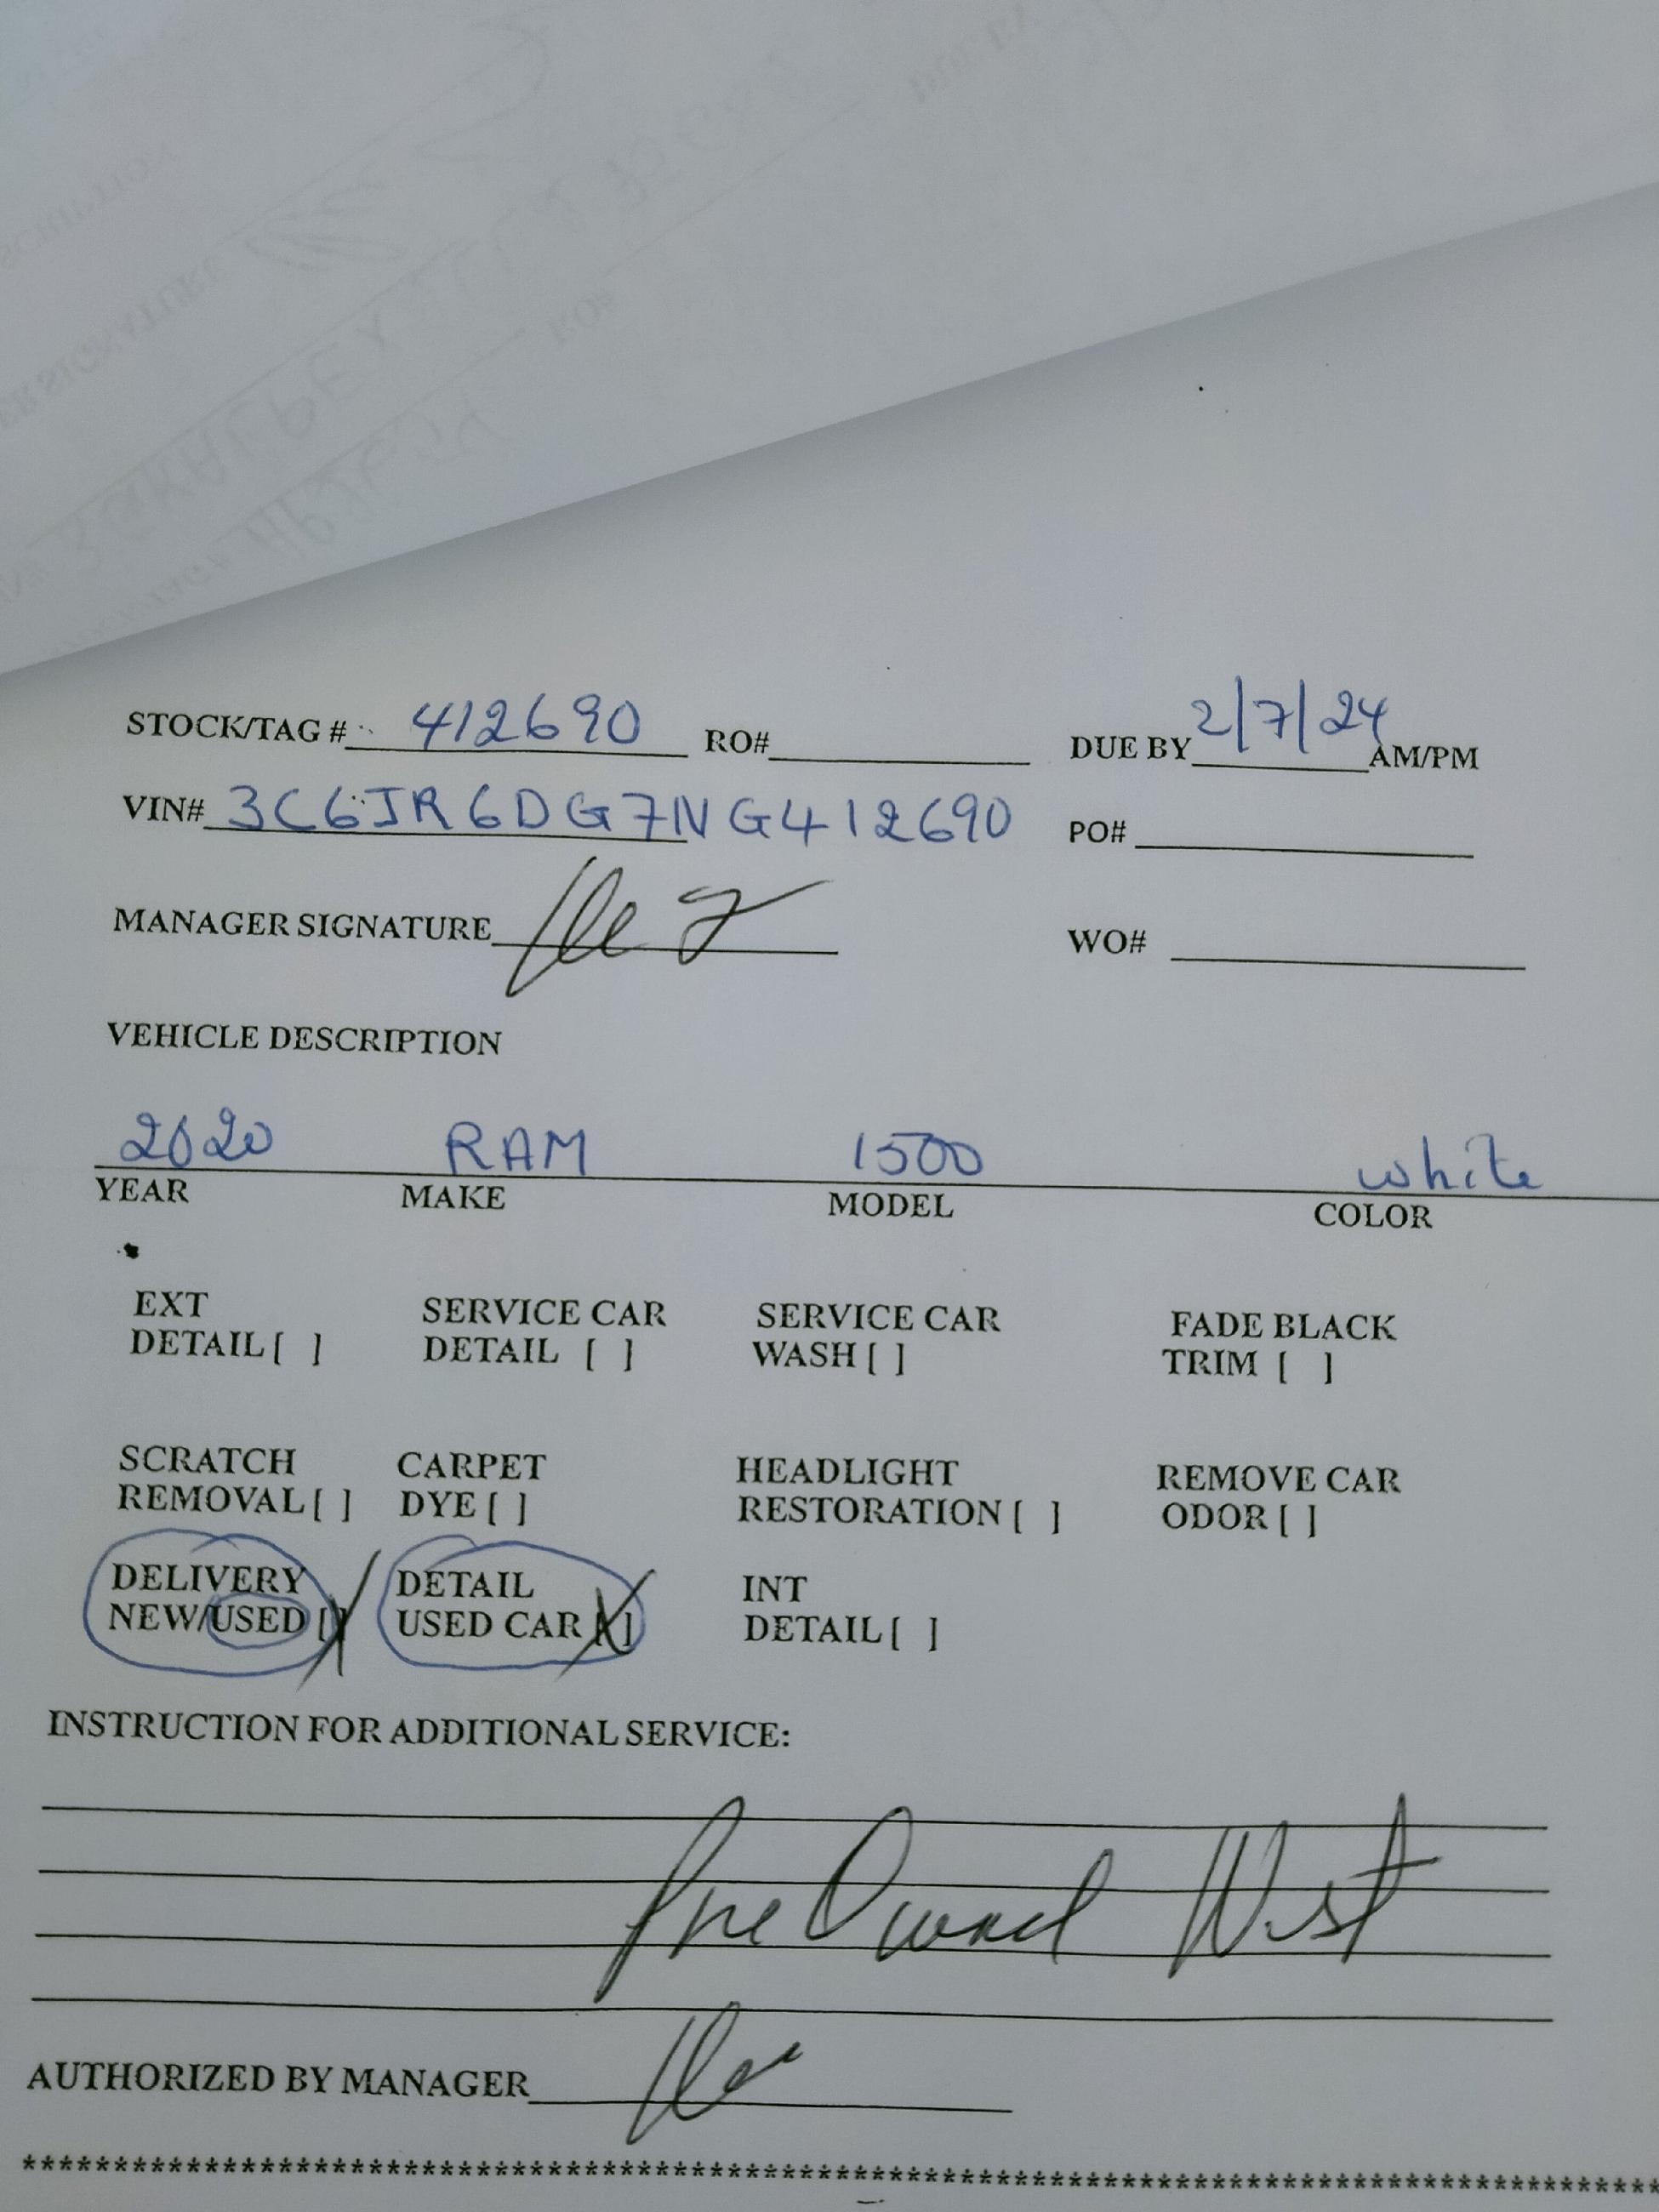 STOCK/TAG # 412690 RO# DUE BY 2/7/24 AM/PM
VIN# 3C6JR6DG7NG412690 PO#
MANAGER SIGNATURE WO#
VEHICLE DESCRIPTION
2020 RAM 1500 white
YEAR MAKE MODEL COLOR
EXT SERVICE CAR SERVICE CAR FADE BLACK
DETAIL [ ] DETAIL [ ] WASH [ ] TRIM [ ]
SCRATCH CARPET HEADLIGHT REMOVE CAR
REMOVAL [ ] DYE [ ] RESTORATION [ ] ODOR [ ]
DELIVERY DETAIL INT
NEW/USED [X] USED CAR [X] DETAIL [ ]
INSTRUCTION FOR ADDITIONAL SERVICE:
Pre Owned West
AUTHORIZED BY MANAGER
****************************************************************************************